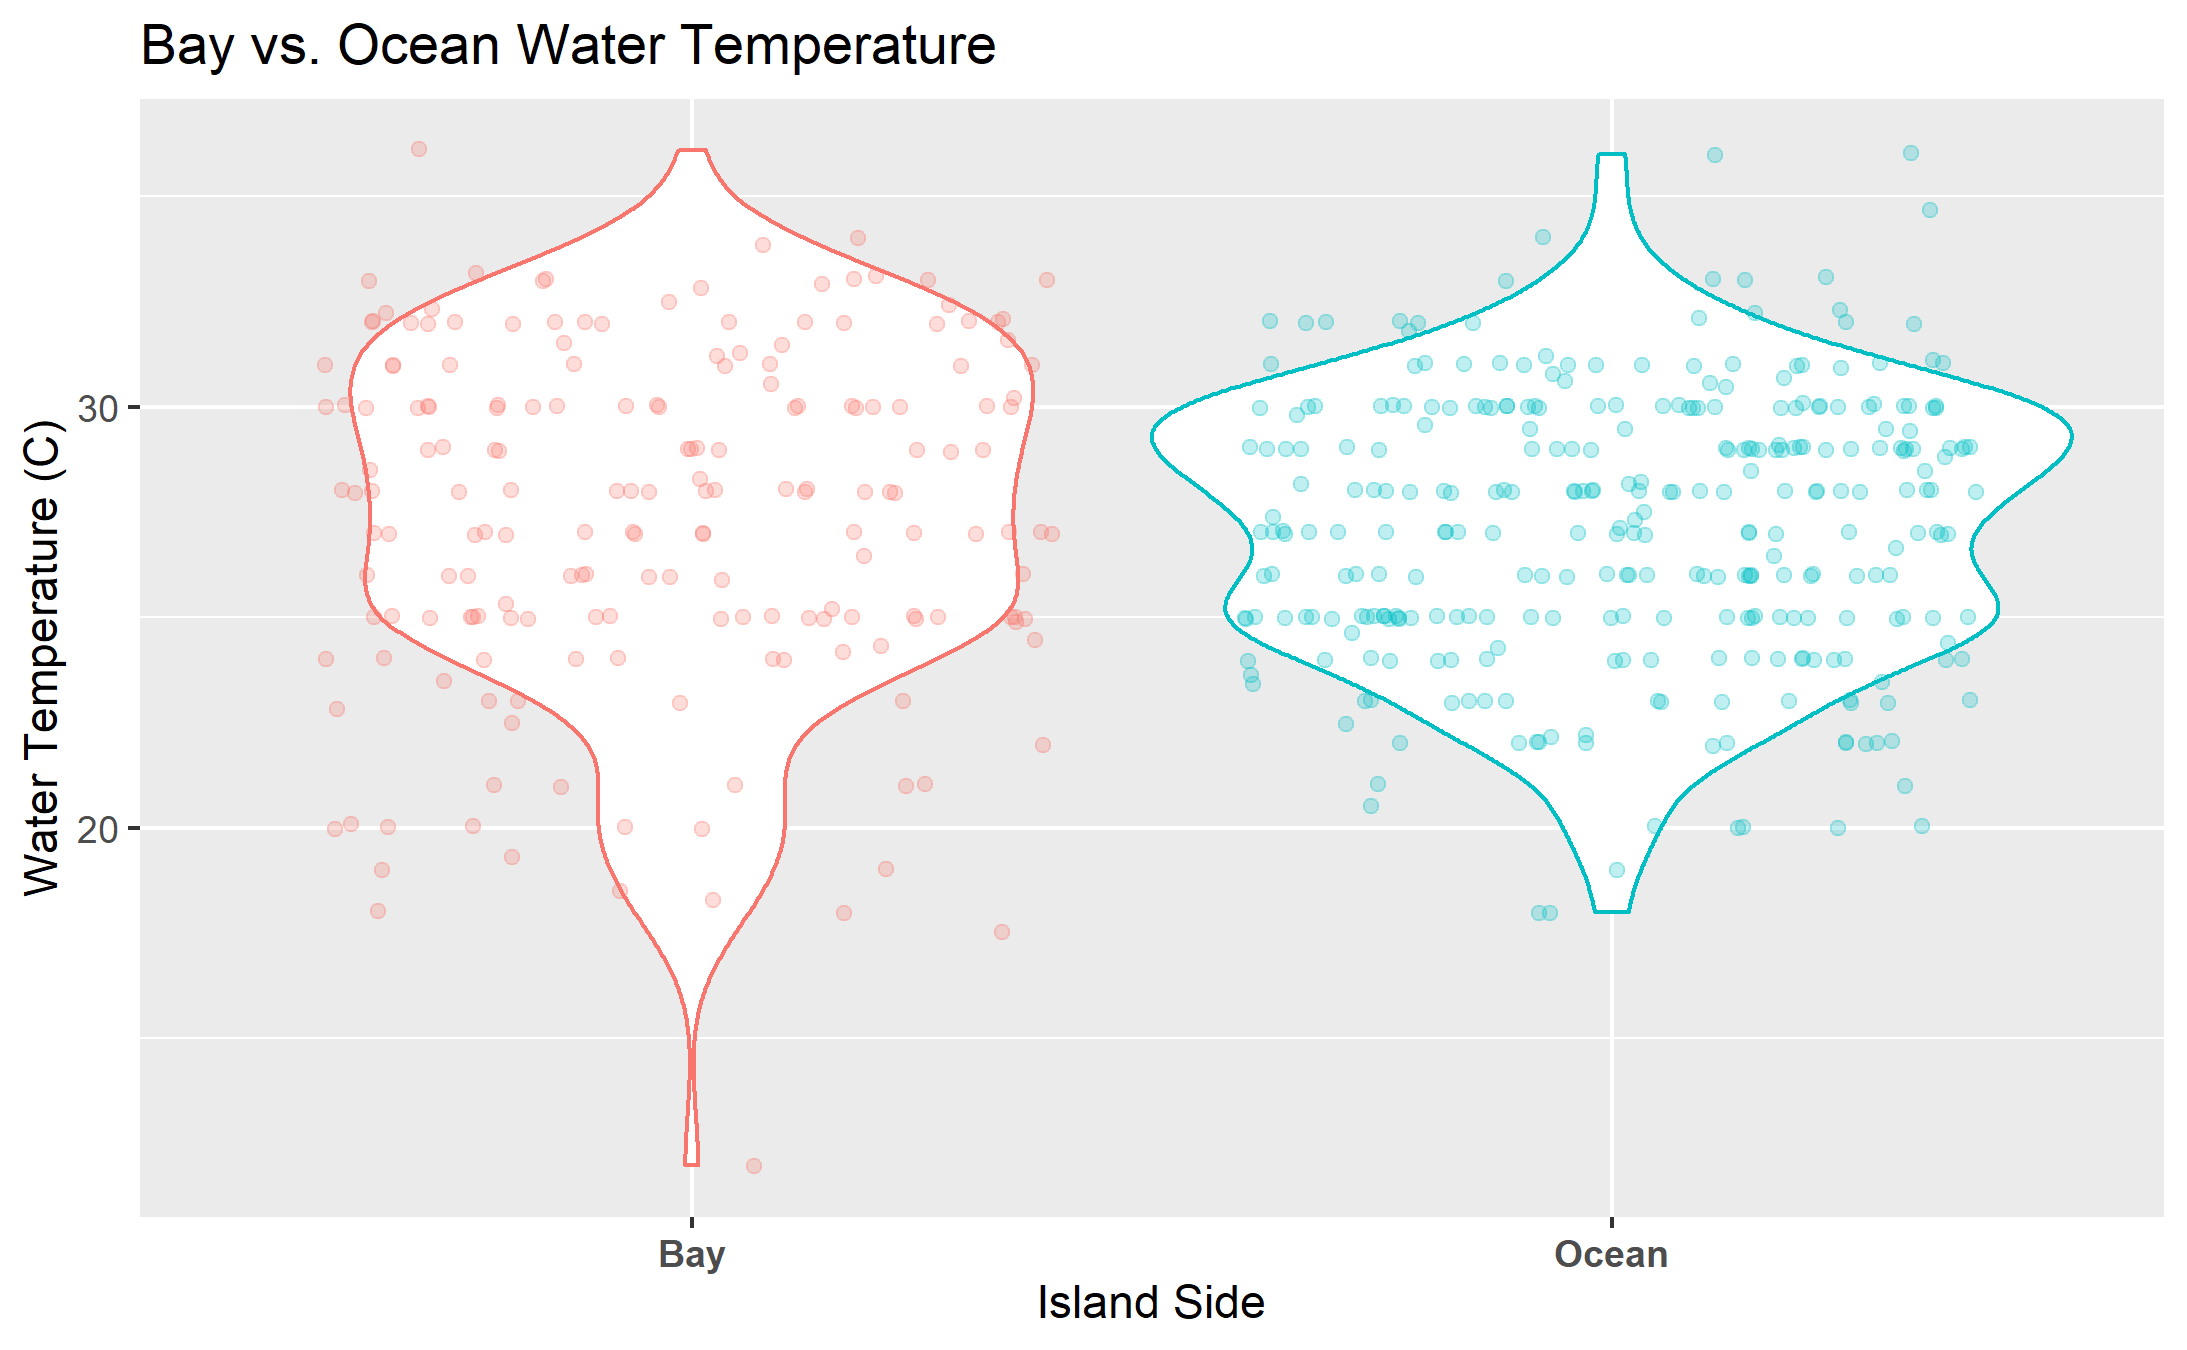 Bay vs. Ocean Water Temperature
Water Temperature (C)
30
20
Bay
Ocean
Island Side